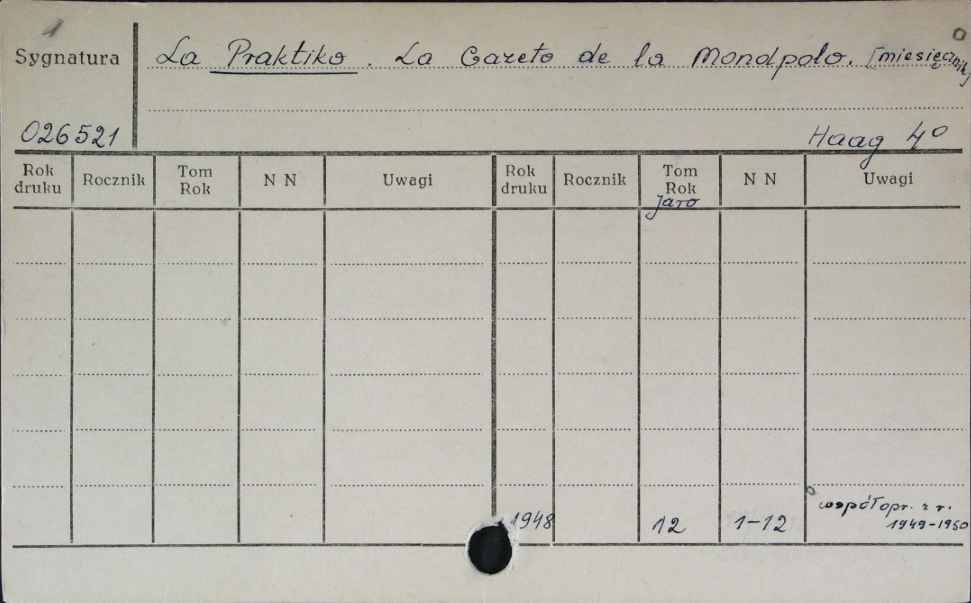 1
Sygnatura La Praktiko. La Gazeto de la Mondpolo. [miesięcznik]
026521 Haag 4°
Rok druku Rocznik Tom Rok N N Uwagi Rok druku Rocznik Tom Rok Jaro N N Uwagi
współopr. z r.
1948 12 1-12 1949-1950